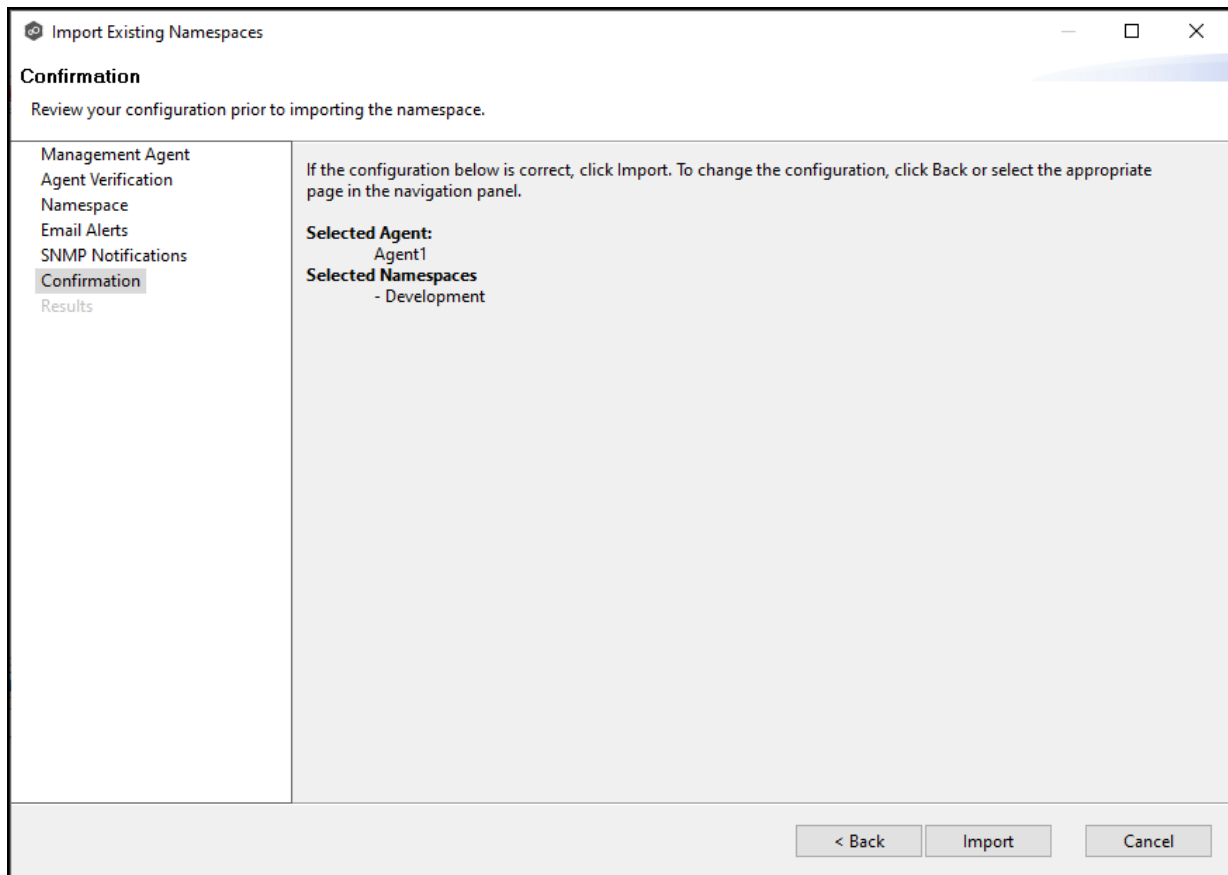 Import Existing Namespaces
Confirmation
Review your configuration prior to importing the namespace.
Management Agent
Agent Verification
Namespace
Email Alerts
SNMP Notifications
Confirmation
Results
If the configuration below is correct, click Import. To change the configuration, click Back or select the appropriate
page in the navigation panel.
Selected Agent:
Agent1
Selected Namespaces
- Development
< Back
Import
Cancel